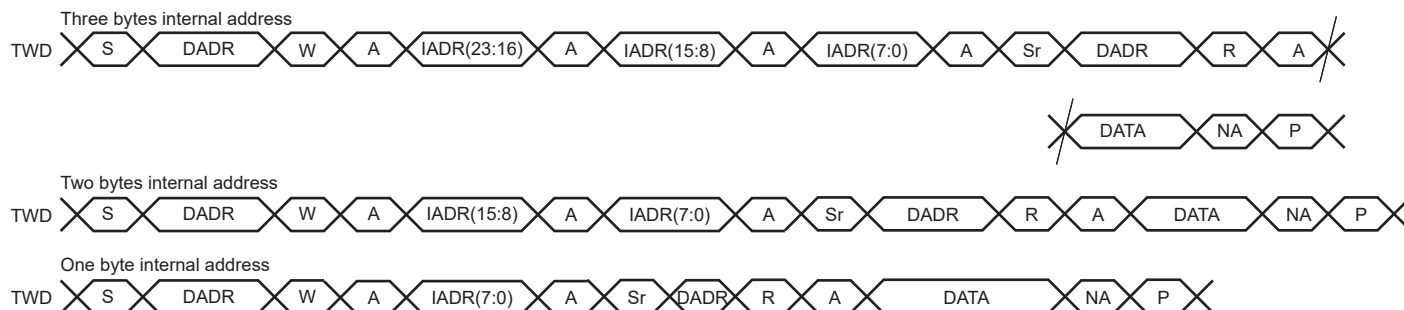 Three bytes internal address
TWD S DADR W A IADR(23:16) A IADR(15:8) A IADR(7:0) A Sr DADR R A
DATA NA P
Two bytes internal address
TWD S DADR W A IADR(15:8) A IADR(7:0) A Sr DADR R A DATA NA P
One byte internal address
TWD S DADR W A IADR(7:0) A Sr DADR R A DATA NA P